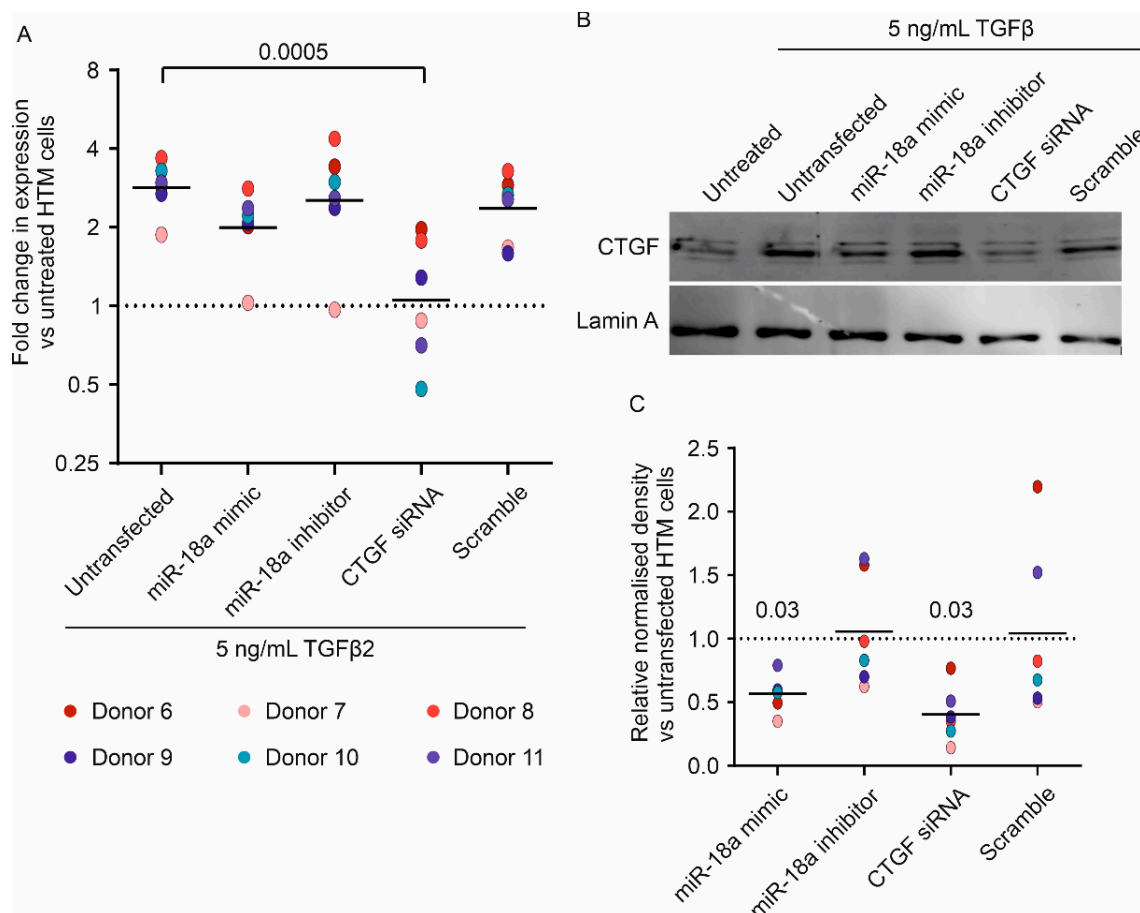 A
0.0005
Fold change in expression
vs untreated HTM cells
8
4
2
1
0.5
0.25
Untransfected
miR-18a mimic
miR-18a inhibitor
CTGF siRNA
Scramble
5 ng/mL TGFβ2
Donor 6 Donor 7 Donor 8
Donor 9 Donor 10 Donor 11
B
5 ng/mL TGFβ
Untreated
Untransfected
miR-18a mimic
miR-18a inhibitor
CTGF siRNA
Scramble
CTGF
Lamin A
C
Relative normalised density
vs untransfected HTM cells
2.5
2.0
1.5
1.0
0.5
0.0
0.03
0.03
miR-18a mimic
miR-18a inhibitor
CTGF siRNA
Scramble